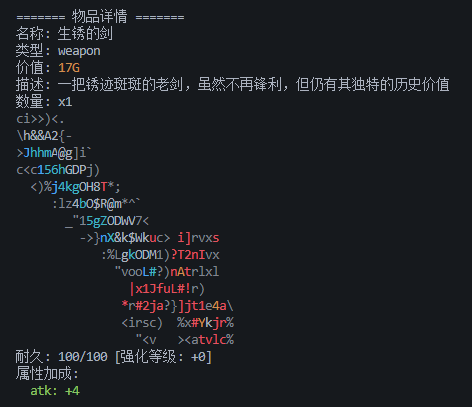 ======= 物品详情 =======
名称: 生锈的剑
类型: weapon
价值: 17G
描述: 一把锈迹斑斑的老剑，虽然不再锋利，但仍有其独特的历史价值
数量: x1
ci>>)<.
\h&&A2{-
>JhhmA@g]i`
c<c156hGDPj)
<)%j4kgOH8T*;
:lz4bO$R@m*^`
_"15gZODWV7<
->}nX&k$Wkuc> i]rvxs
:%LgkODM1)?T2nIvx
"vooL#?)nAtrlxl
|x1JfuL#!r)
*r#2ja?}]jt1e4a\
<irsc) %x#Ykjr%
"<v ><atvlc%
耐久: 100/100 [强化等级: +0]
属性加成:
atk: +4